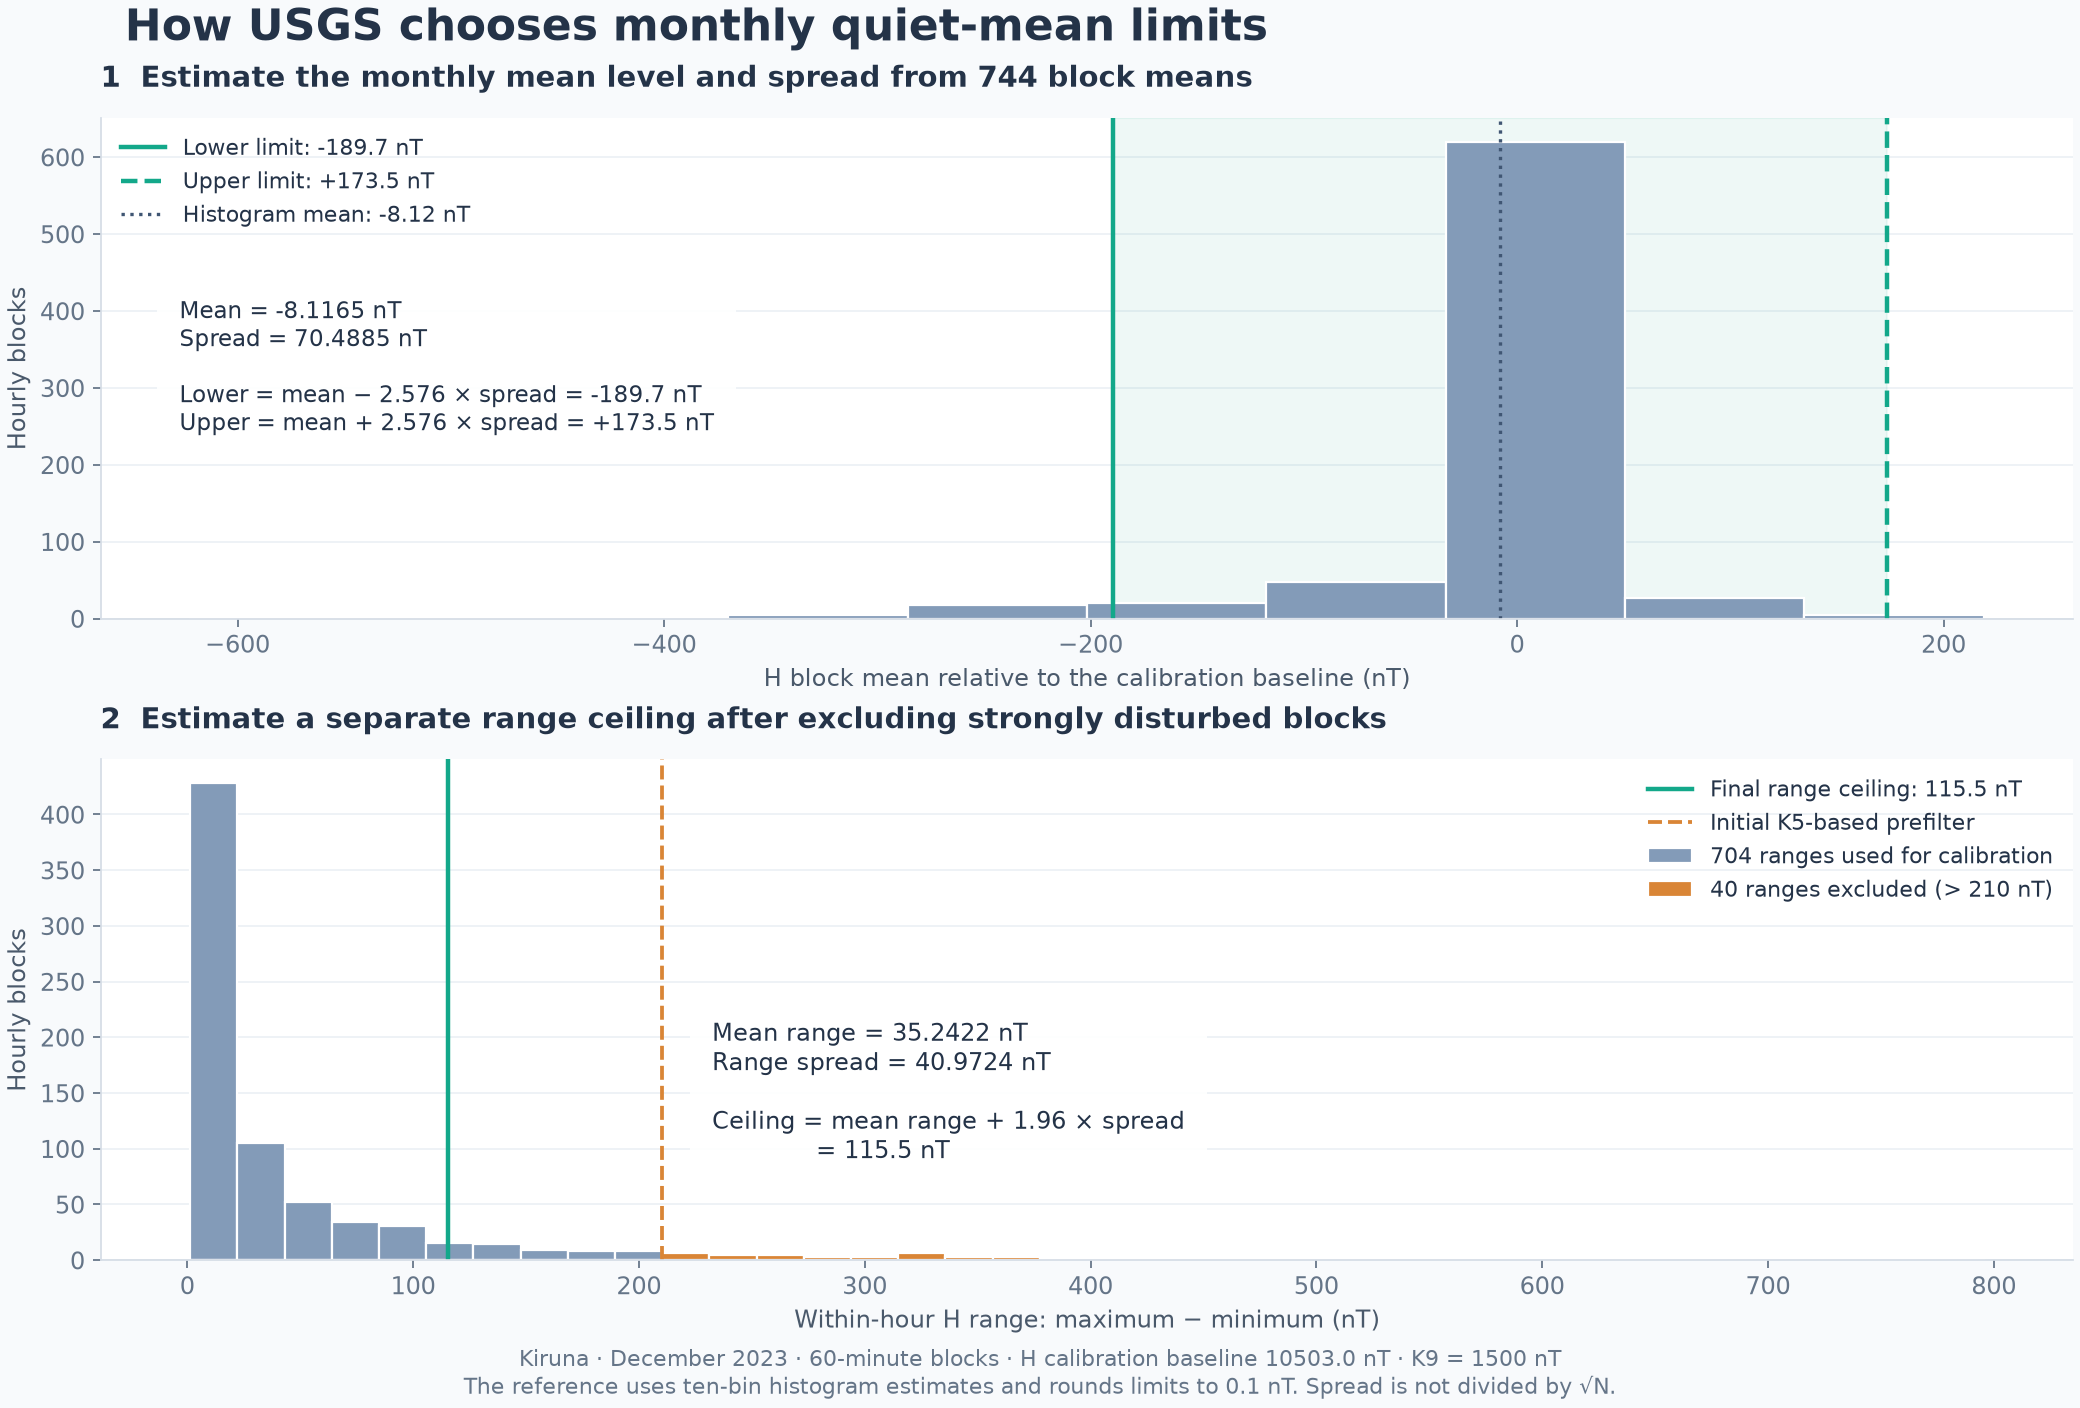 How USGS chooses monthly quiet-mean limits
1 Estimate the monthly mean level and spread from 744 block means
Lower limit: -189.7 nT
Upper limit: +173.5 nT
Histogram mean: -8.12 nT
Mean = -8.1165 nT
Spread = 70.4885 nT
Lower = mean − 2.576 × spread = -189.7 nT
Upper = mean + 2.576 × spread = +173.5 nT
Hourly blocks
600
500
400
300
200
100
0
−600 −400 −200 0 200
H block mean relative to the calibration baseline (nT)
2 Estimate a separate range ceiling after excluding strongly disturbed blocks
Final range ceiling: 115.5 nT
Initial K5-based prefilter
704 ranges used for calibration
40 ranges excluded (> 210 nT)
Mean range = 35.2422 nT
Range spread = 40.9724 nT
Ceiling = mean range + 1.96 × spread
= 115.5 nT
Hourly blocks
400
350
300
250
200
150
100
50
0
0 100 200 300 400 500 600 700 800
Within-hour H range: maximum − minimum (nT)
Kiruna · December 2023 · 60-minute blocks · H calibration baseline 10503.0 nT · K9 = 1500 nT
The reference uses ten-bin histogram estimates and rounds limits to 0.1 nT. Spread is not divided by √N.